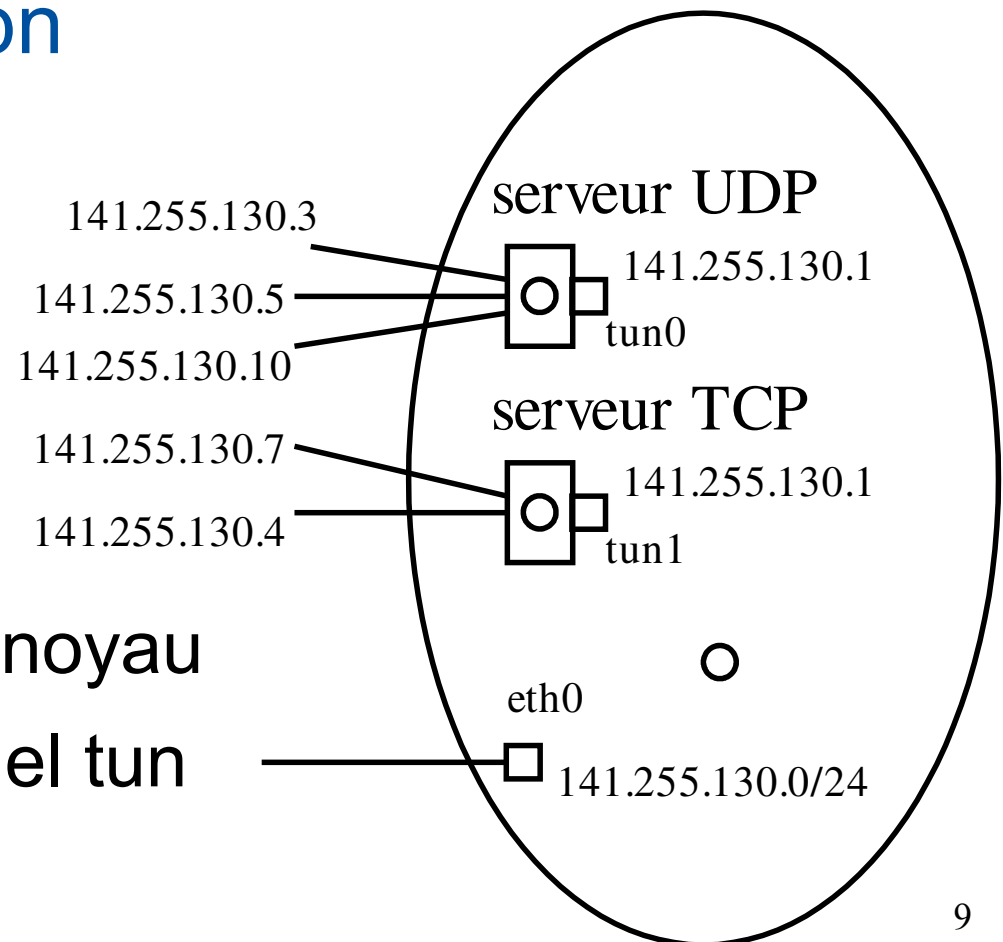 on
serveur UDP
141.255.130.3
141.255.130.1
141.255.130.5
tun0
141.255.130.10
serveur TCP
141.255.130.7
141.255.130.1
141.255.130.4
tun1
noyau
eth0
el tun
141.255.130.0/24
9